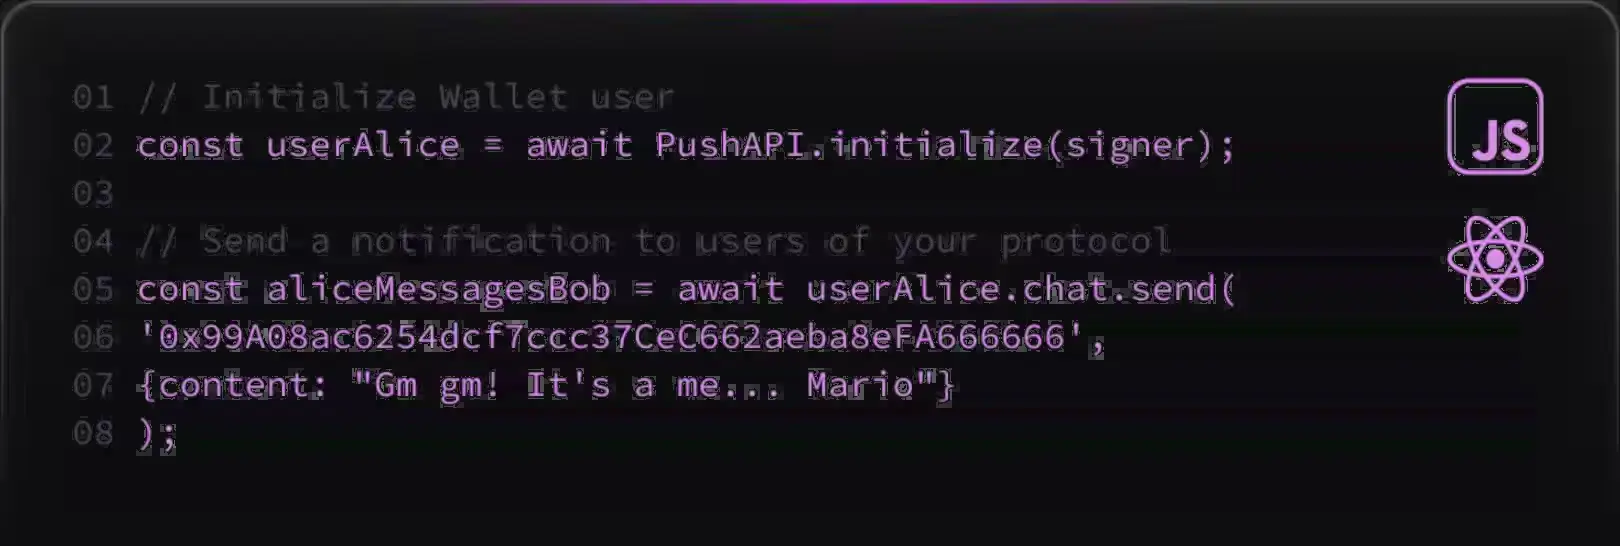 01 // Initialize Wallet user
02 const userAlice = await PushAPI.initialize(signer);
03
04 // Send a notification to users of your protocol
05 const aliceMessagesBob = await userAlice.chat.send(
06 '0x99A08ac6254dcf7ccc37CeC662aeba8eFA666666',
07 {content: "Gm gm! It's a me... Mario"}
08 );
JS